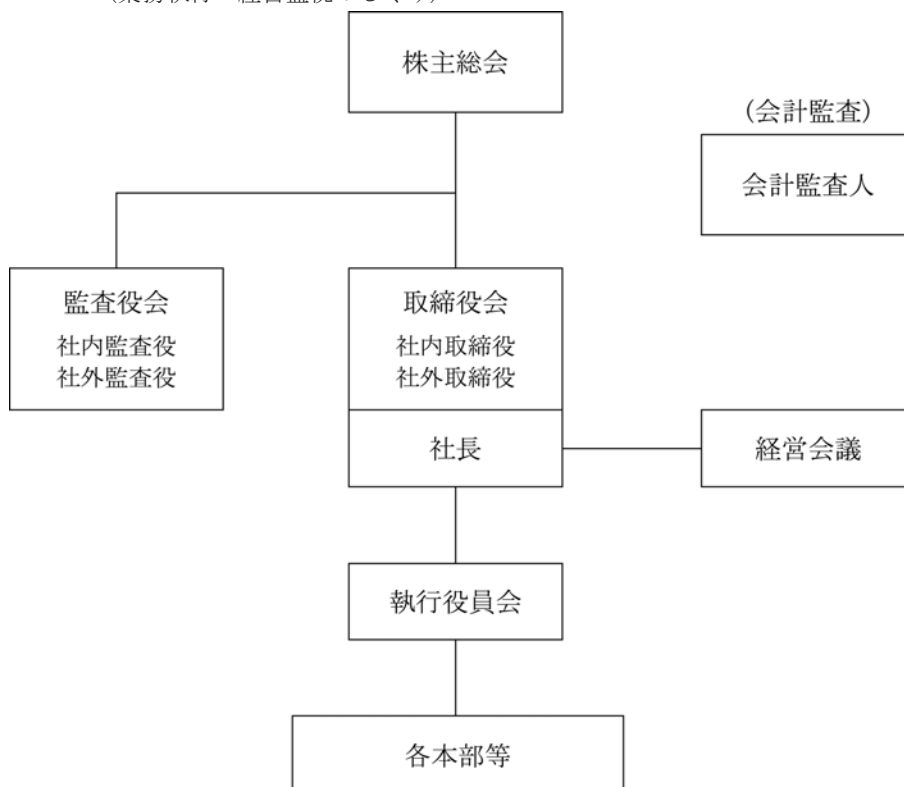 株主総会
(会計監査)
会計監査人
監査役会
社内監査役
社外監査役
取締役会
社内取締役
社外取締役
社長
経営会議
執行役員会
各本部等